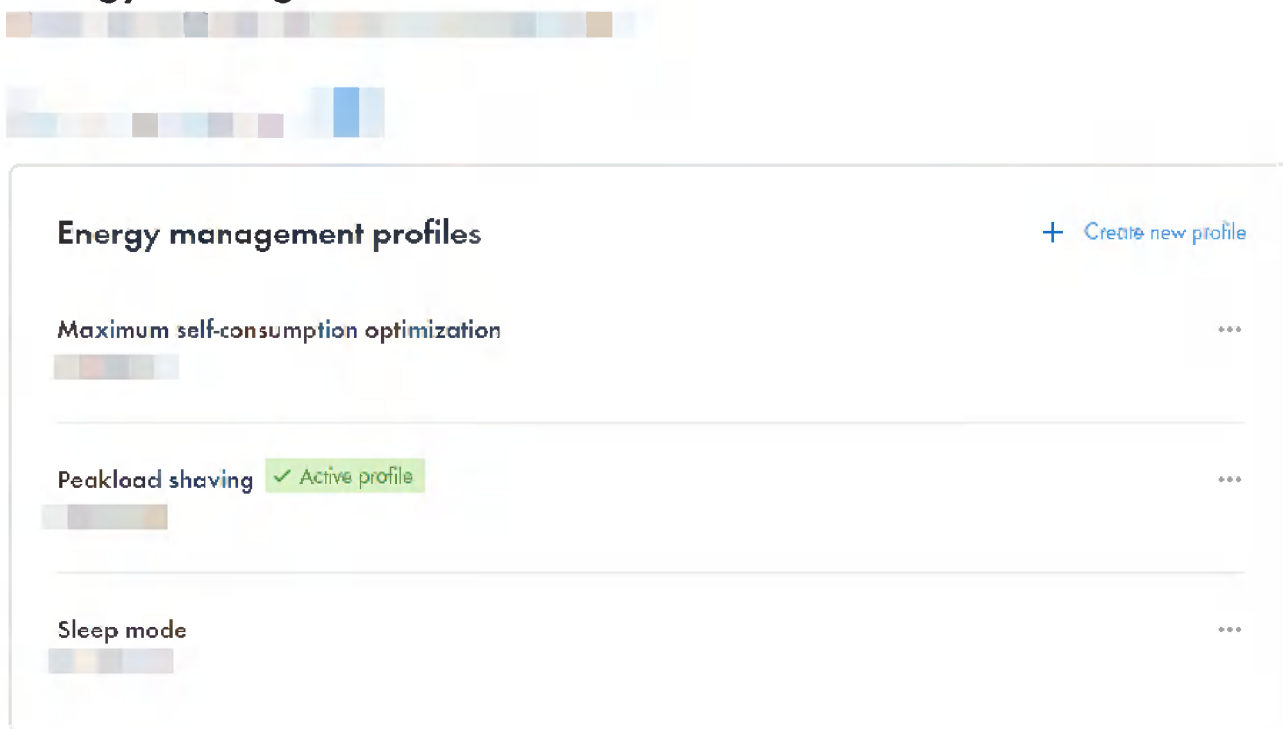 Energy management profiles
+ Create new profile
Maximum self-consumption optimization
Peakload shaving ✓ Active profile
Sleep mode